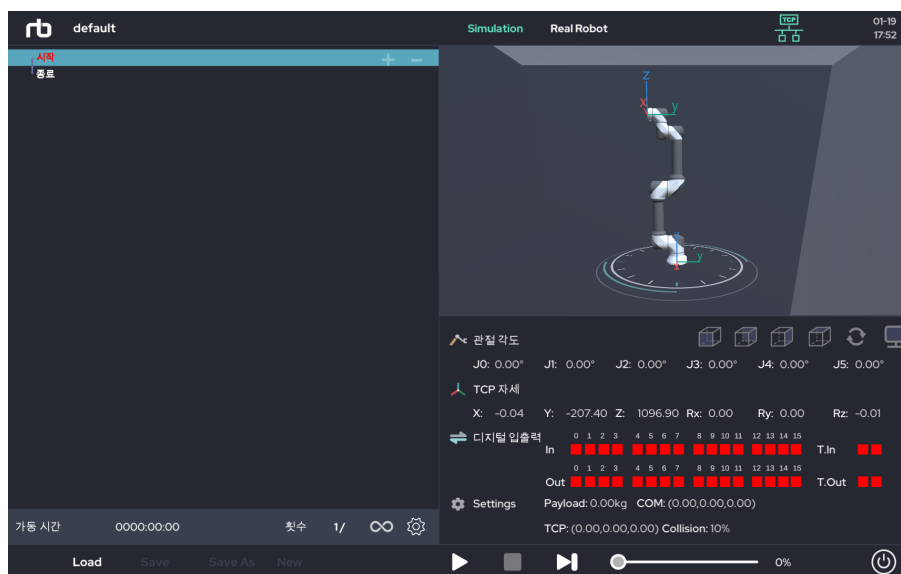 rb default Simulation Real Robot TCP 01-19
17:52
시작 + −
종료
Z
X y
z
x y
관절 각도
J0: 0.00° J1: 0.00° J2: 0.00° J3: 0.00° J4: 0.00° J5: 0.00°
TCP 자세
X: -0.04 Y: -207.40 Z: 1096.90 Rx: 0.00 Ry: 0.00 Rz: -0.01
디지털 입출력
0 1 2 3 4 5 6 7 8 9 10 11 12 13 14 15
In T.In
0 1 2 3 4 5 6 7 8 9 10 11 12 13 14 15
Out T.Out
Settings Payload: 0.00kg COM: (0.00,0.00,0.00)
TCP: (0.00,0.00,0.00) Collision: 10%
가동 시간 0000:00:00 횟수 1/ ∞
Load Save Save As New 0%